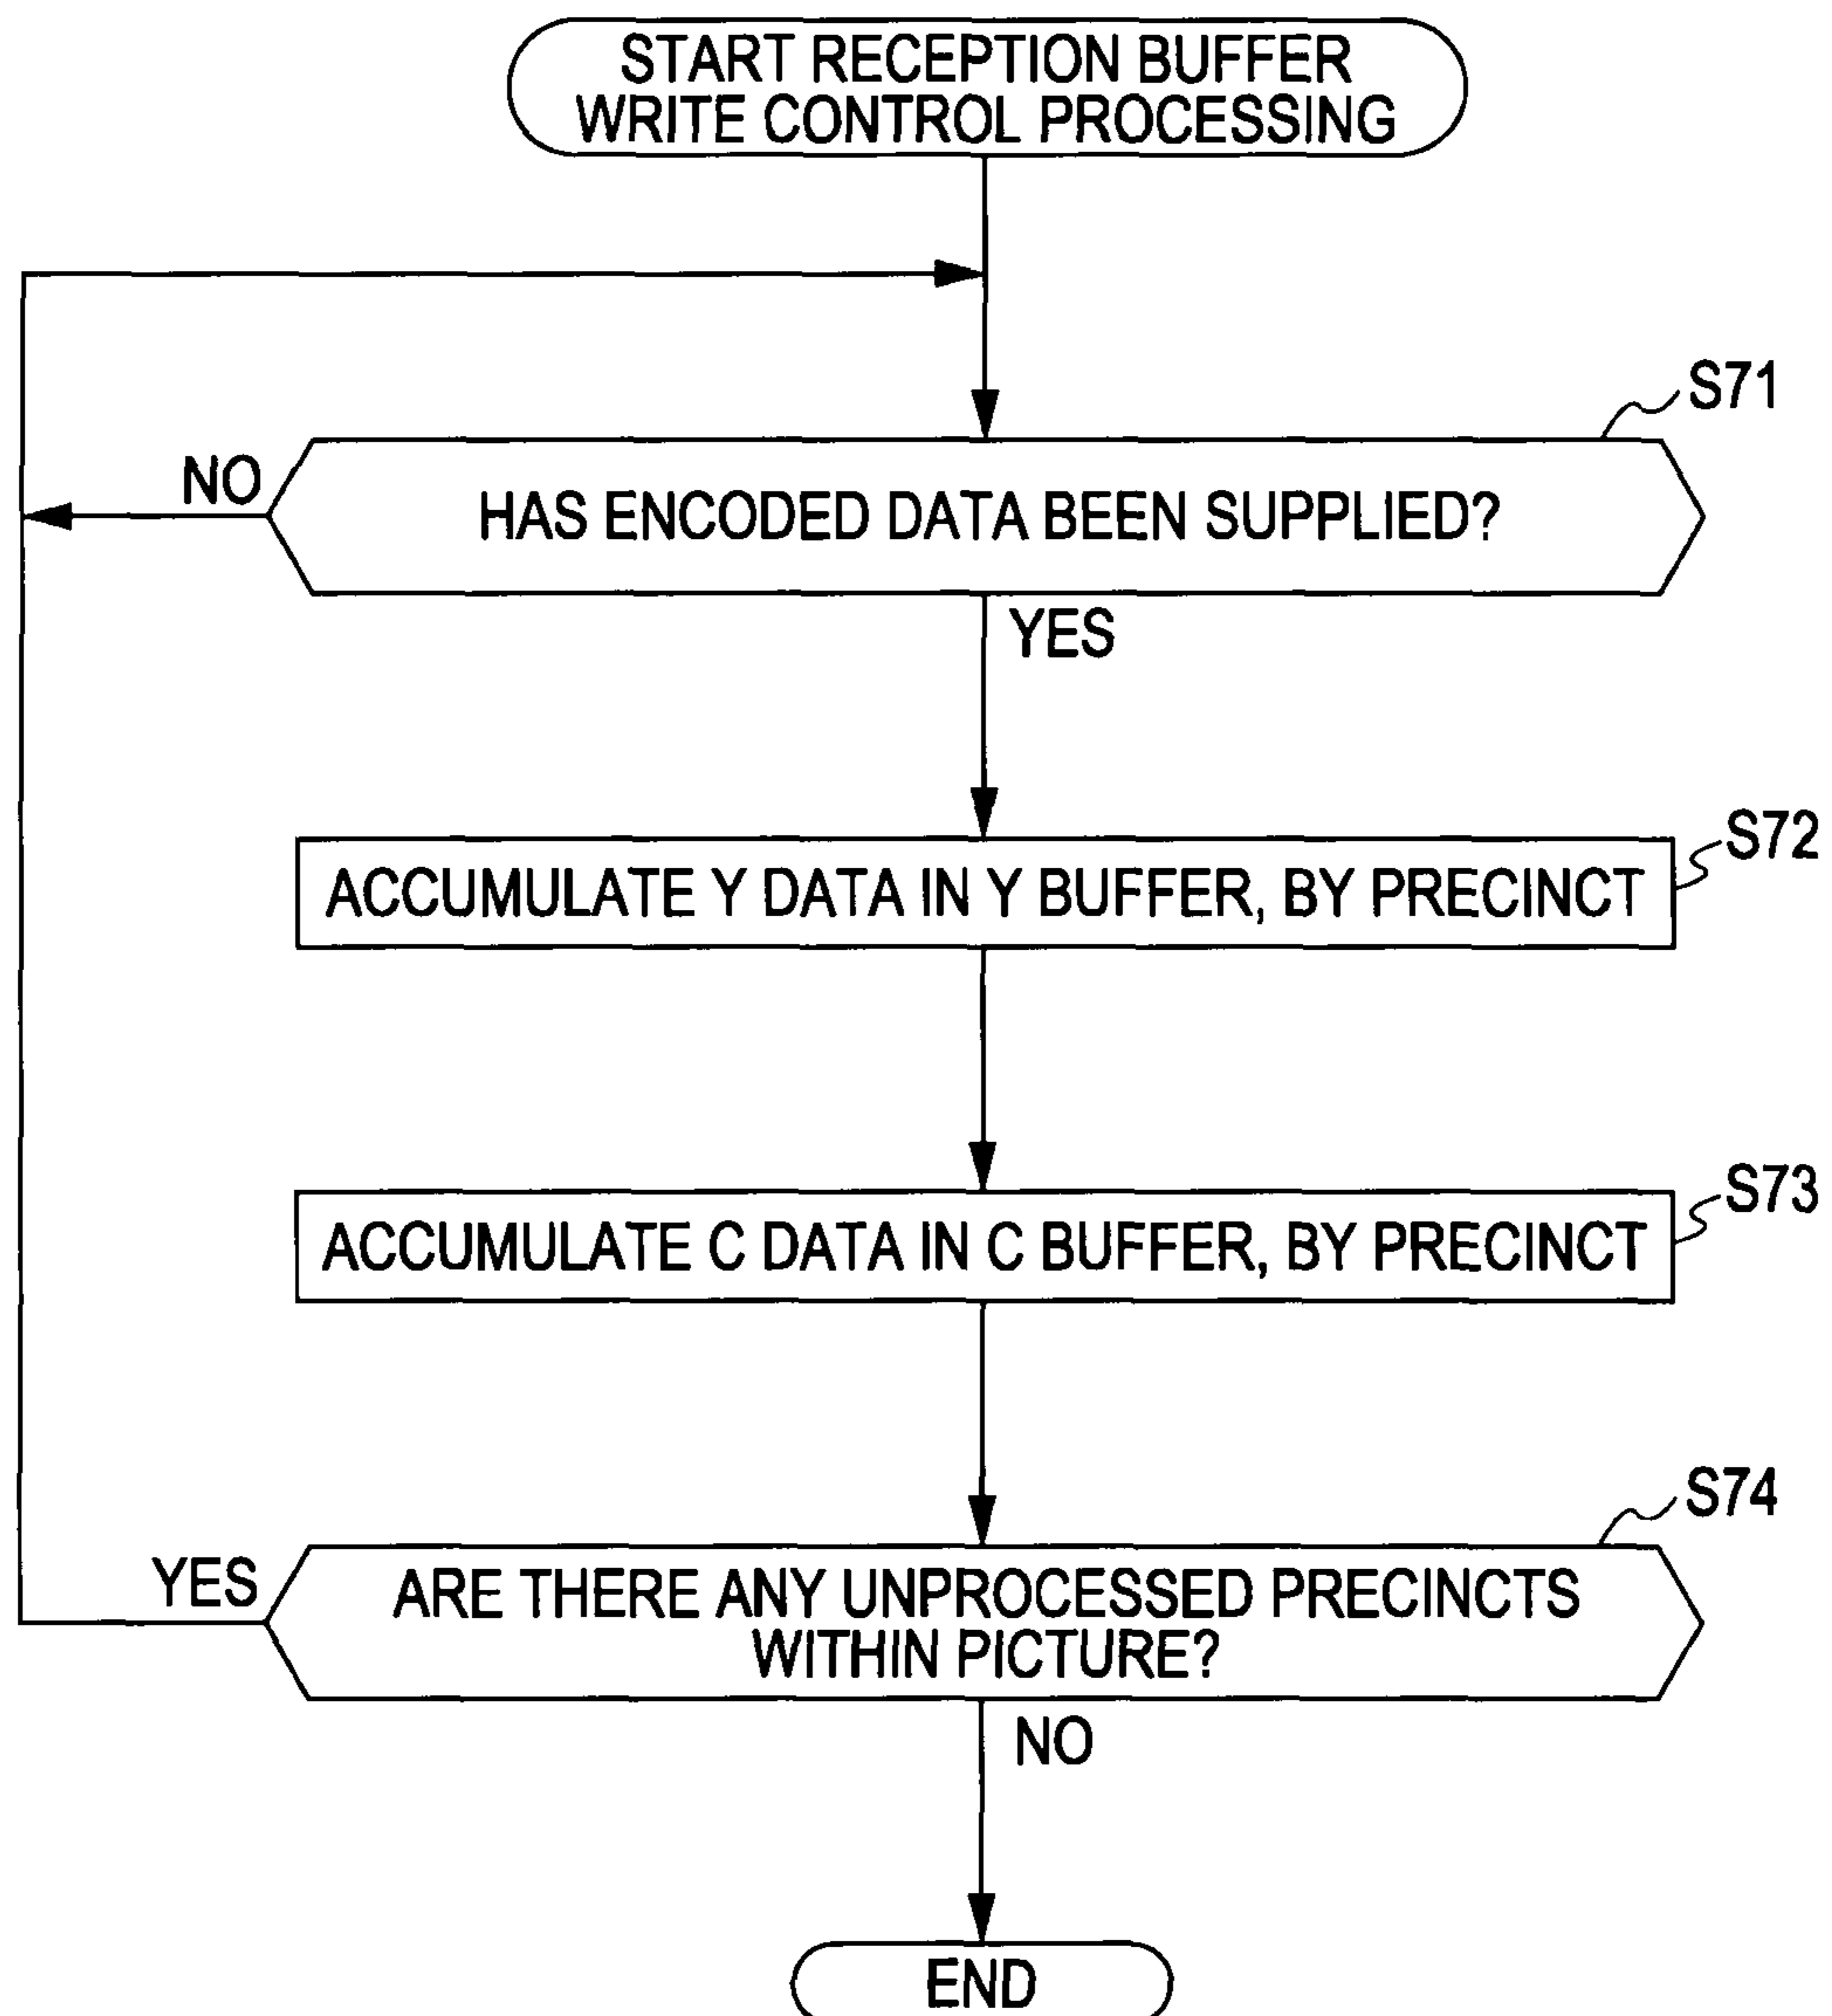 START RECEPTION BUFFER
WRITE CONTROL PROCESSING
S71
NO
HAS ENCODED DATA BEEN SUPPLIED?
YES
S72
ACCUMULATE Y DATA IN Y BUFFER, BY PRECINCT
S73
ACCUMULATE C DATA IN C BUFFER, BY PRECINCT
S74
YES
ARE THERE ANY UNPROCESSED PRECINCTS
WITHIN PICTURE?
NO
END